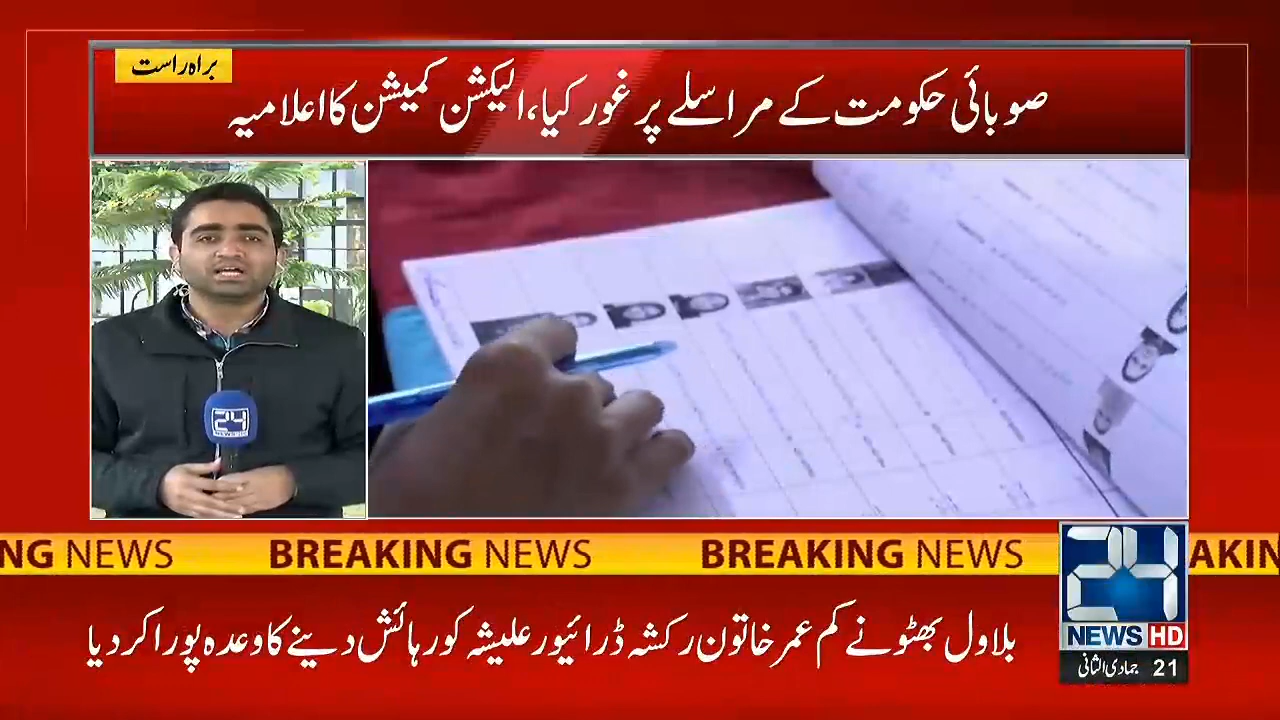 براہ راست
صوبائی حکومت کے مراسلے پر غور کیا، الیکشن کمیشن کا اعلامیہ
24
NEWS
NG NEWS BREAKING NEWS BREAKING NEWS AKIN
24
NEWS HD
بلاول بھٹو نے کم عمر خاتون رکشہ ڈرائیور علیشہ کو رہائش دینے کا وعدہ پورا کر دیا
21 جمادی الثانی